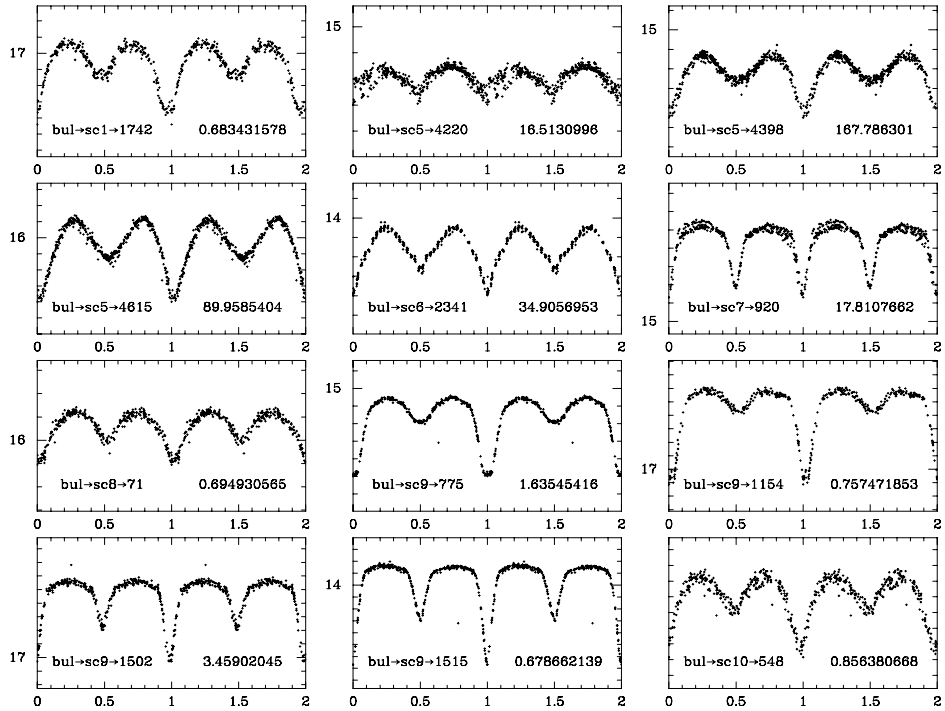 17
bul→sc1→1742 0.683431578
0 0.5 1 1.5 2
15
bul→sc5→4220 16.5130996
0 0.5 1 1.5 2
15
bul→sc5→4398 167.786301
0 0.5 1 1.5 2
16
bul→sc5→4615 89.9585404
0 0.5 1 1.5 2
14
bul→sc6→2341 34.9056953
0 0.5 1 1.5 2
15
bul→sc7→920 17.8107662
0 0.5 1 1.5 2
16
bul→sc8→71 0.694930565
0 0.5 1 1.5 2
15
bul→sc9→775 1.63545416
0 0.5 1 1.5 2
17
bul→sc9→1154 0.757471853
0 0.5 1 1.5 2
17
bul→sc9→1502 3.45902045
0 0.5 1 1.5 2
14
bul→sc9→1515 0.678662139
0 0.5 1 1.5 2
bul→sc10→548 0.856380668
0 0.5 1 1.5 2